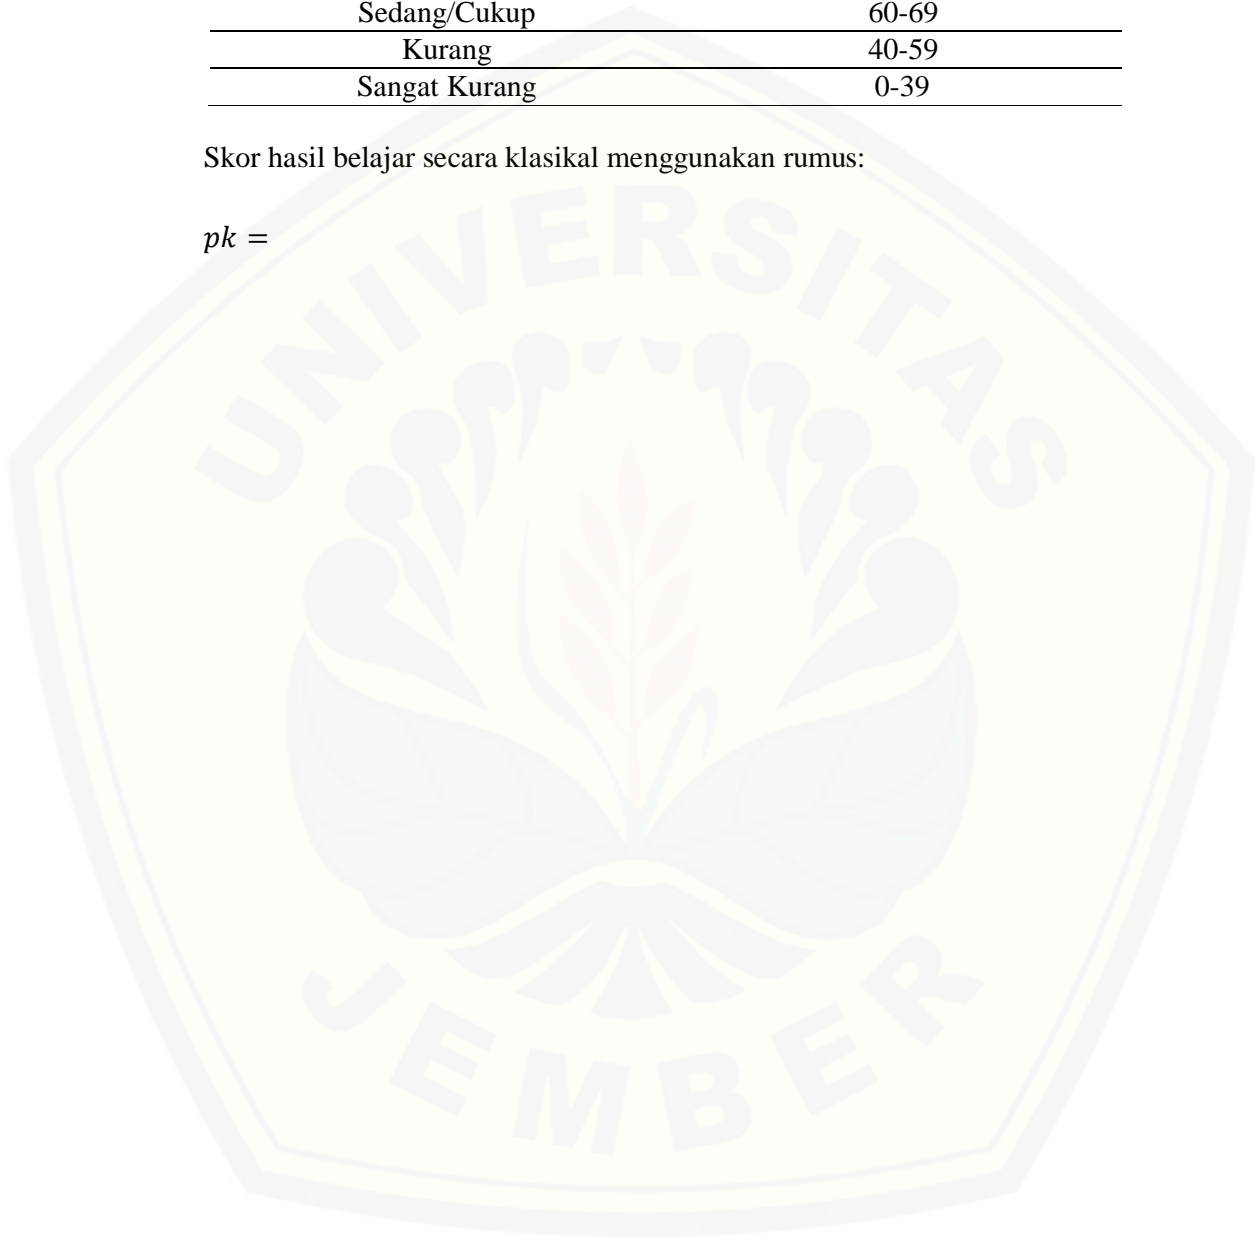 Sedang/Cukup 60-69
Kurang 40-59
Sangat Kurang 0-39
Skor hasil belajar secara klasikal menggunakan rumus:
pk =
UNIVERSITAS
JEMBER